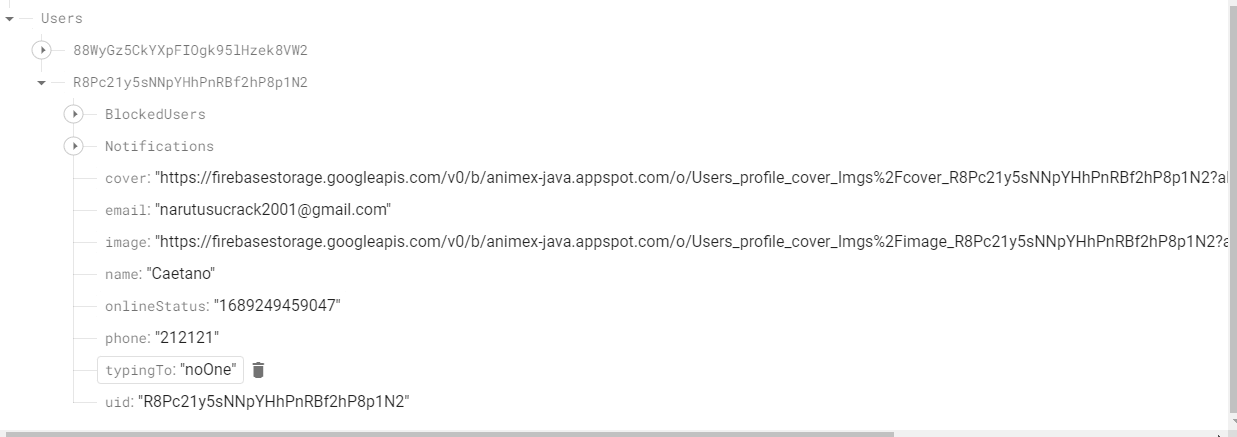 Users
88WyGz5CkYXpFIOgk95lHzek8VW2
R8Pc21y5sNNpYHhPnRBf2hP8p1N2
BlockedUsers
Notifications
cover: "https://firebasestorage.googleapis.com/v0/b/animex-java.appspot.com/o/Users_profile_cover_Imgs%2Fcover_R8Pc21y5sNNpYHhPnRBf2hP8p1N2?al
email: "narutusucrack2001@gmail.com"
image: "https://firebasestorage.googleapis.com/v0/b/animex-java.appspot.com/o/Users_profile_cover_Imgs%2Fimage_R8Pc21y5sNNpYHhPnRBf2hP8p1N2?a
name: "Caetano"
onlineStatus: "1689249459047"
phone: "212121"
typingTo: "noOne"
uid: "R8Pc21y5sNNpYHhPnRBf2hP8p1N2"